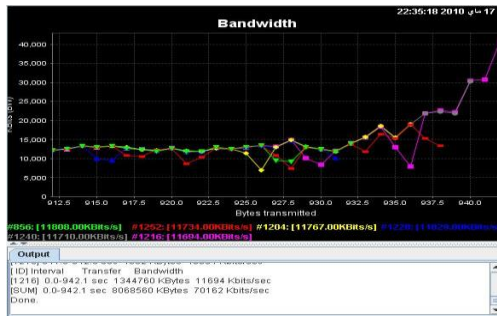 22:35:18 2010 ماي 17
Bandwidth
40,000
35,000
30,000
25,000
20,000
15,000
10,000
5,000
0
912.5 915.0 917.5 920.0 922.5 925.0 927.5 930.0 932.5 935.0 937.5 940.0
Bytes transmitted
#856: [11808.00KBits/s] #1252: [11734.00KBits/s] #1204: [11767.00KBits/s]
#1240: [11710.00KBits/s] #1216: [11694.00KBits/s]
Output
[ ID] Interval Transfer Bandwidth
[1216] 0.0-942.1 sec 1344760 KBytes 11694 Kbits/sec
[SUM] 0.0-942.1 sec 8068560 KBytes 70162 Kbits/sec
Done.